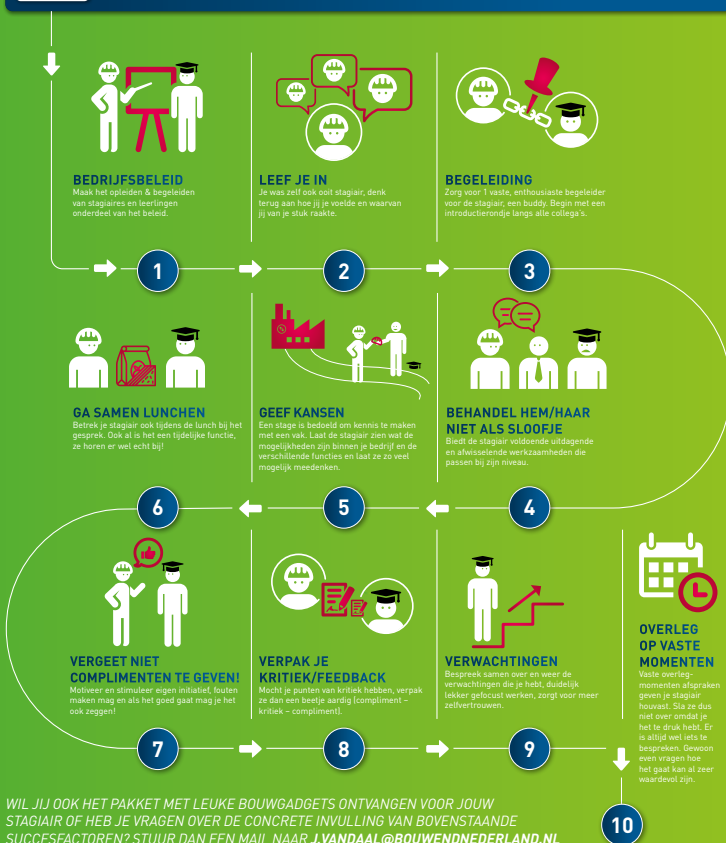 BEDRIJFSBELEID
Maak het opleiden & begeleiden
van stagiaires en leerlingen
onderdeel van het beleid.
1
LEEF JE IN
Je was zelf ook ooit stagiair, denk
terug aan hoe jij je voelde en waarvan
jij van je stuk raakte.
2
BEGELEIDING
Zorg voor 1 vaste, enthousiaste begeleider
voor de stagiair, een buddy. Begin met een
introductierondje langs alle collega's.
3
BEHANDEL HEM/HAAR
NIET ALS SLOOFJE
Biedt de stagiair voldoende uitdagende
en afwisselende werkzaamheden die
passen bij zijn niveau.
4
GEEF KANSEN
Een stage is bedoeld om kennis te maken
met een vak. Laat de stagiair zien wat de
mogelijkheden zijn binnen je bedrijf en de
verschillende functies en laat ze zo veel
mogelijk meedenken.
5
GA SAMEN LUNCHEN
Betrek je stagiair ook tijdens de lunch bij het
gesprek. Ook al is het een tijdelijke functie,
ze horen er wel echt bij!
6
VERGEET NIET
COMPLIMENTEN TE GEVEN!
Motiveer en stimuleer eigen initiatief, fouten
maken mag en als het goed gaat mag je het
ook zeggen!
7
VERPAK JE
KRITIEK/FEEDBACK
Mocht je punten van kritiek hebben, verpak
ze dan een beetje aardig (compliment –
kritiek – compliment).
8
VERWACHTINGEN
Bespreek samen over en weer de
verwachtingen die je hebt, duidelijk
lekker gefocust werken, zorgt voor meer
zelfvertrouwen.
9
OVERLEG
OP VASTE
MOMENTEN
Vaste overleg-
momenten afspraken
geven je stagiair
houvast. Sla ze dus
niet over omdat je
het te druk hebt. Er
is altijd wel iets te
bespreken. Gewoon
even vragen hoe
het gaat kan al zeer
waardevol zijn.
10
WIL JIJ OOK HET PAKKET MET LEUKE BOUWGADGETS ONTVANGEN VOOR JOUW
STAGIAIR OF HEB JE VRAGEN OVER DE CONCRETE INVULLING VAN BOVENSTAANDE
SUCCESFACTOREN? STUUR DAN EEN MAIL NAAR J.VANDAAL@BOUWENDNEDERLAND.NL